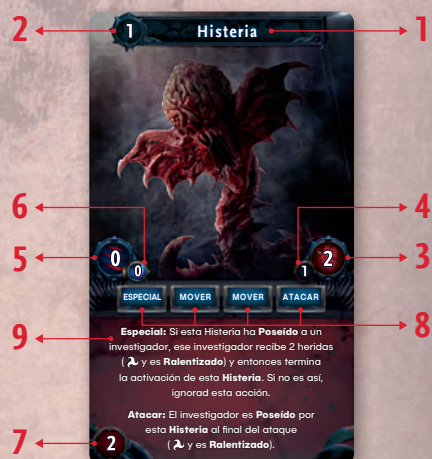 2
1
Histeria
1
6
4
5
0
0
1
2
3
ESPECIAL
MOVER
MOVER
ATACAR
8
9
Especial: Si esta Histeria ha Poseído a un
investigador, ese investigador recibe 2 heridas
( y es Ralentizado) y entonces termina
la activación de esta Histeria. Si no es así,
ignorad esta acción.
Atacar: El investigador es Poseído por
esta Histeria al final del ataque
( y es Ralentizado).
7
2